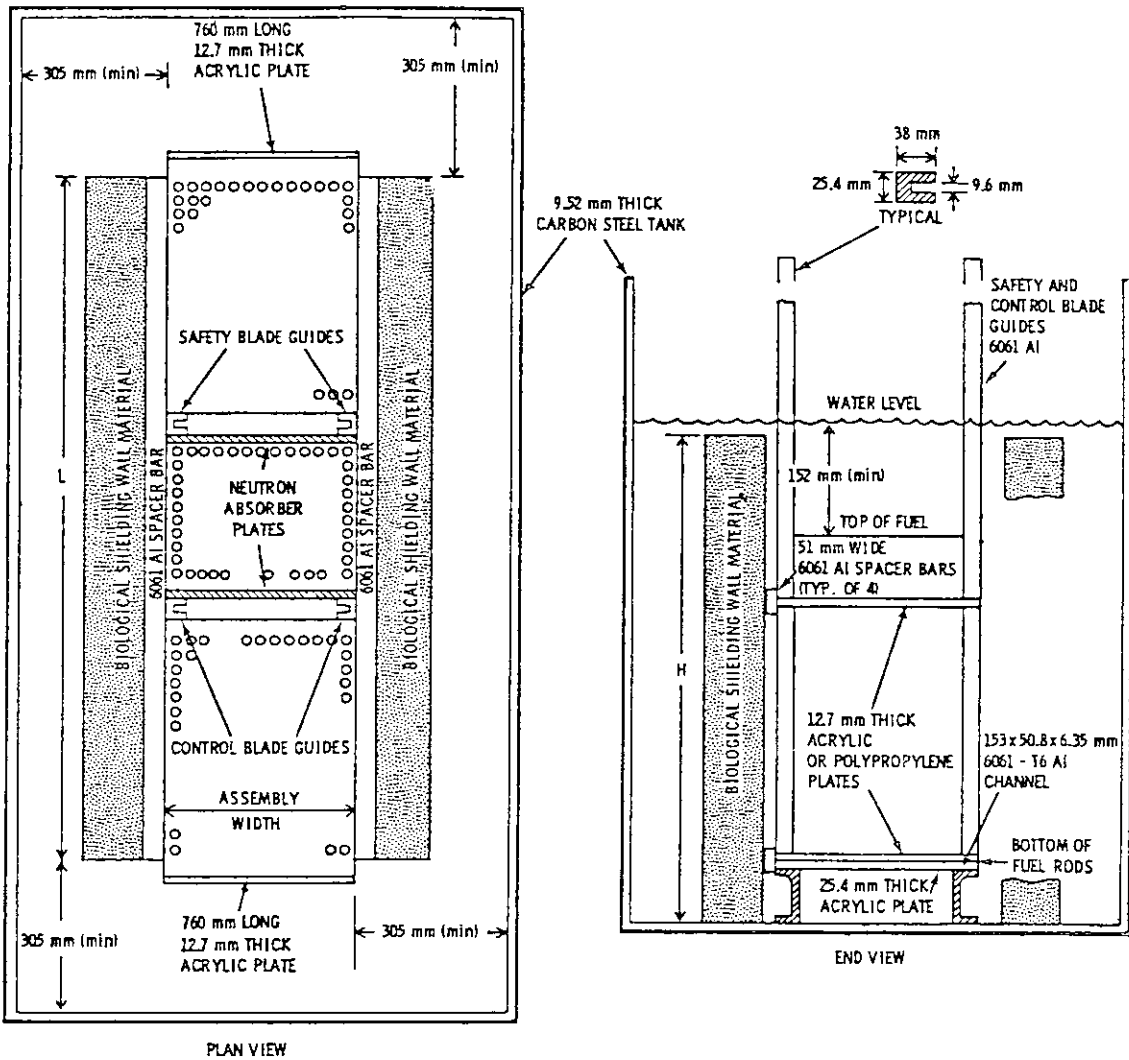 760 mm LONG
12.7 mm THICK
ACRYLIC PLATE
305 mm (min)
305 mm (min)
SAFETY BLADE GUIDES
BIOLOGICAL SHIELDING WALL MATERIAL
6061 Al SPACER BAR
L
NEUTRON
ABSORBER
PLATES
6061 Al SPACER BAR
BIOLOGICAL SHIELDING WALL MATERIAL
CONTROL BLADE GUIDES
ASSEMBLY
WIDTH
305 mm (min)
760 mm LONG
12.7 mm THICK
ACRYLIC PLATE
305 mm (min)
PLAN VIEW
9.52 mm THICK
CARBON STEEL TANK
38 mm
25.4 mm
9.6 mm
TYPICAL
SAFETY AND
CONTROL BLADE
GUIDES
6061 Al
WATER LEVEL
152 mm (min)
TOP OF FUEL
51 mm WIDE
6061 Al SPACER BARS
(TYP. OF 4)
H
BIOLOGICAL SHIELDING WALL MATERIAL
12.7 mm THICK
ACRYLIC
OR POLYPROPYLENE
PLATES
153 x 50.8 x 6.35 mm
6061 - T6 Al
CHANNEL
BOTTOM OF
FUEL RODS
25.4 mm THICK
ACRYLIC PLATE
END VIEW